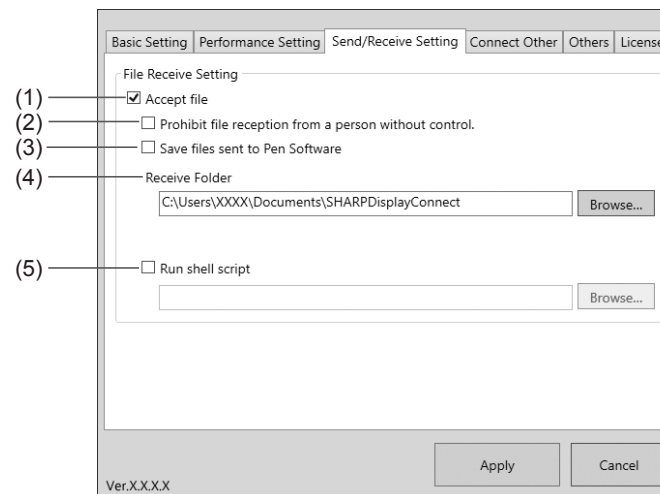 Basic Setting Performance Setting Send/Receive Setting Connect Other Others License
File Receive Setting
(1) Accept file
(2) Prohibit file reception from a person without control.
(3) Save files sent to Pen Software
(4) Receive Folder
C:\Users\XXXX\Documents\SHARPDisplayConnect Browse...
(5) Run shell script
Browse...
Apply Cancel
Ver.X.X.X.X